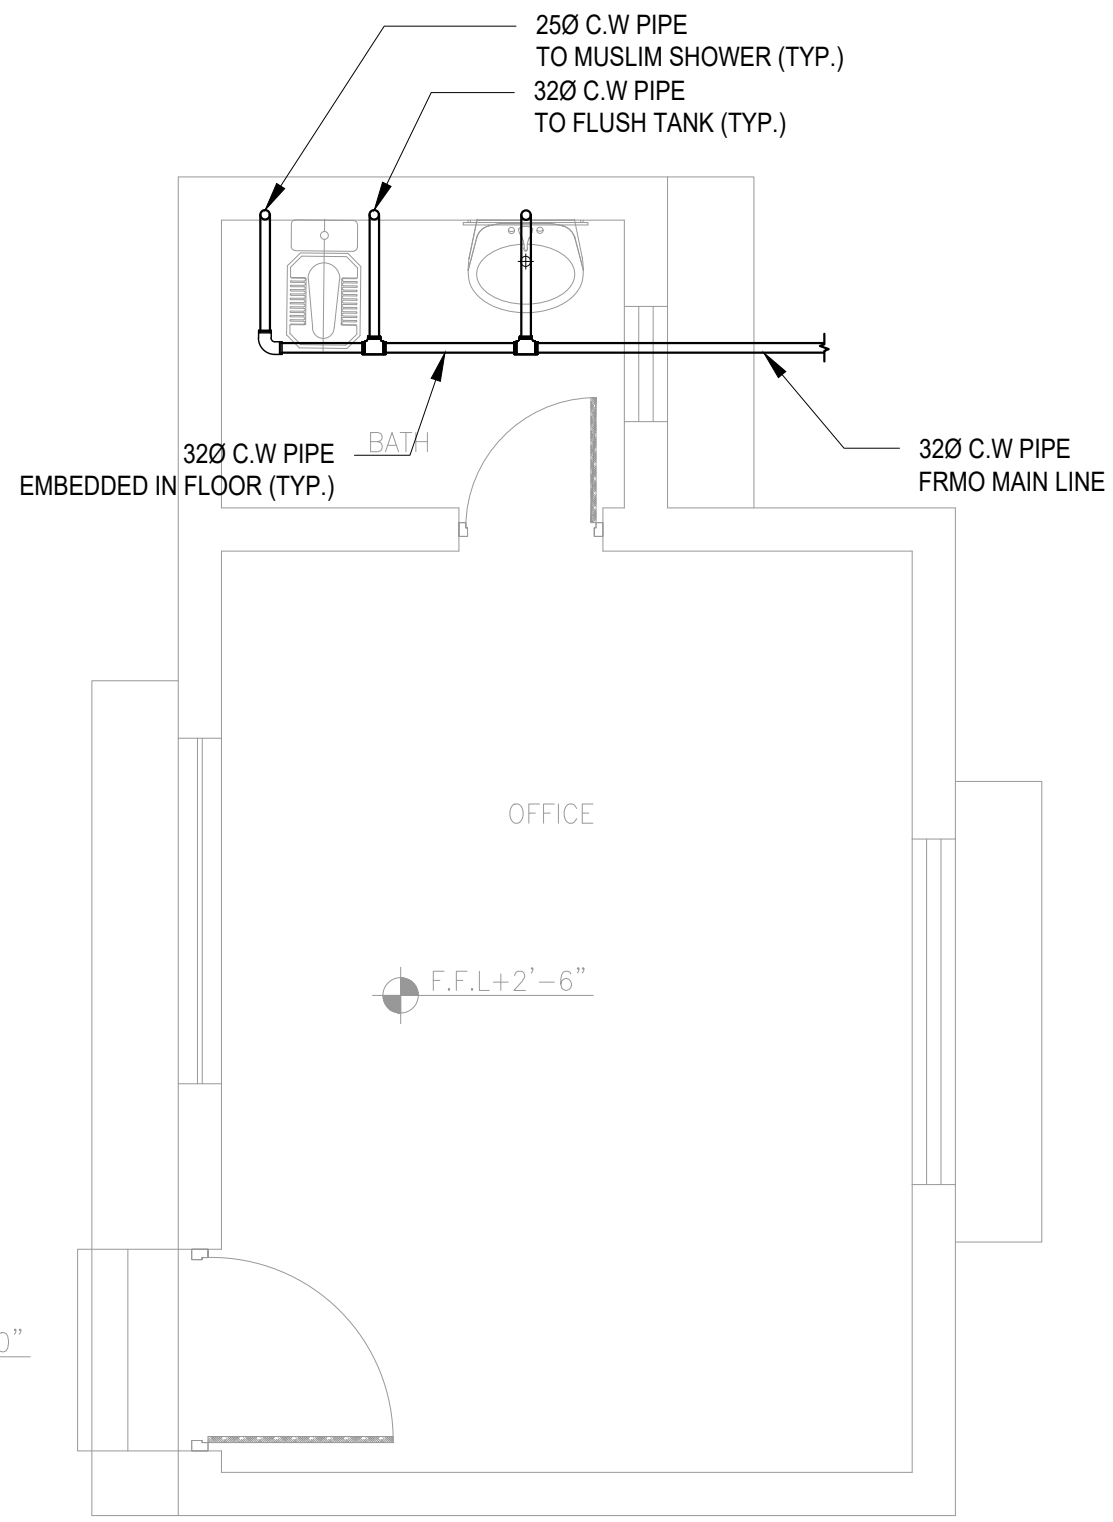 25Ø C.W PIPE
TO MUSLIM SHOWER (TYP.)
32Ø C.W PIPE
TO FLUSH TANK (TYP.)
BATH
32Ø C.W PIPE
EMBEDDED IN FLOOR (TYP.)
32Ø C.W PIPE
FRMO MAIN LINE
OFFICE
F.F.L+2'-6"
0"